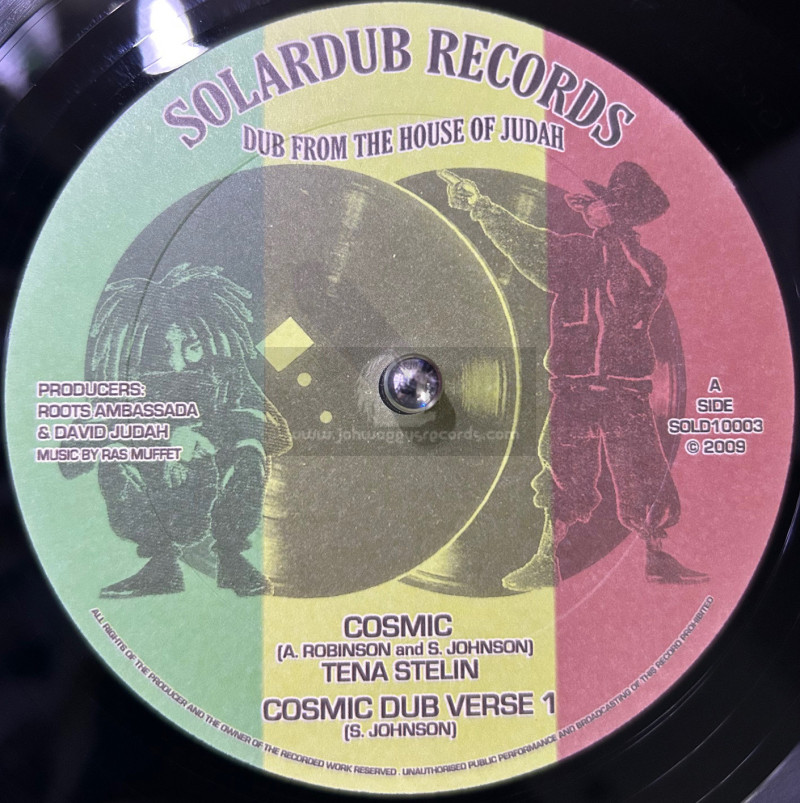 SOLARDUB RECORDS
DUB FROM THE HOUSE OF JUDAH
PRODUCERS:
ROOTS AMBASSADA
& DAVID JUDAH
MUSIC BY RAS MUFFET
www.jahwaggysrecords.com
A
SIDE
SOLD10003
© 2009
COSMIC
(A. ROBINSON and S. JOHNSON)
TENA STELIN
COSMIC DUB VERSE 1
(S. JOHNSON)
ALL RIGHTS OF THE PRODUCER AND THE OWNER OF THE RECORDED WORK RESERVED . UNAUTHORISED PUBLIC PERFORMANCE AND BROADCASTING OF THIS RECORD PROHIBITED